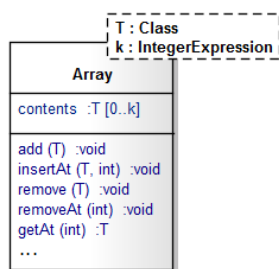 T : Class
k : IntegerExpression
Array
contents :T [0..k]
add (T) :void
insertAt (T, int) :void
remove (T) :void
removeAt (int) :void
getAt (int) :T
...